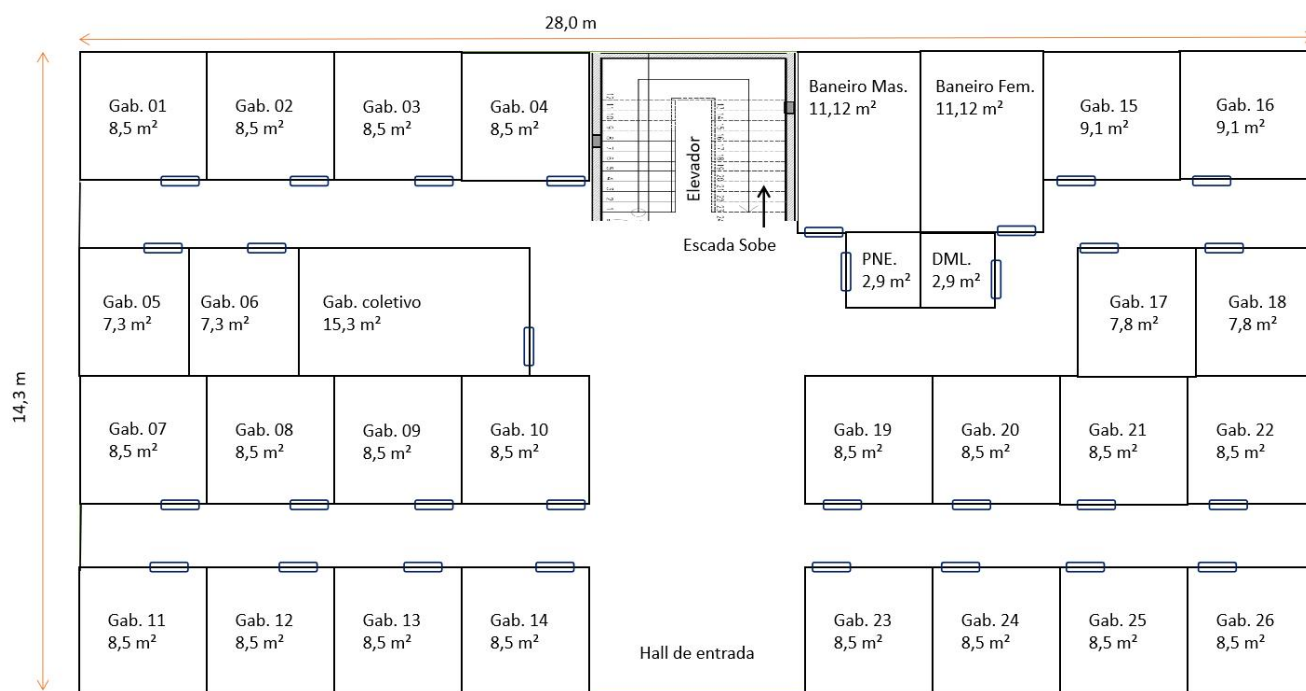 28,0 m
14,3 m
Gab. 01
8,5 m²
Gab. 02
8,5 m²
Gab. 03
8,5 m²
Gab. 04
8,5 m²
Elevador
Escada Sobe
Baneiro Mas.
11,12 m²
Baneiro Fem.
11,12 m²
Gab. 15
9,1 m²
Gab. 16
9,1 m²
Gab. 05
7,3 m²
Gab. 06
7,3 m²
Gab. coletivo
15,3 m²
PNE.
2,9 m²
DML.
2,9 m²
Gab. 17
7,8 m²
Gab. 18
7,8 m²
Gab. 07
8,5 m²
Gab. 08
8,5 m²
Gab. 09
8,5 m²
Gab. 10
8,5 m²
Gab. 19
8,5 m²
Gab. 20
8,5 m²
Gab. 21
8,5 m²
Gab. 22
8,5 m²
Gab. 11
8,5 m²
Gab. 12
8,5 m²
Gab. 13
8,5 m²
Gab. 14
8,5 m²
Hall de entrada
Gab. 23
8,5 m²
Gab. 24
8,5 m²
Gab. 25
8,5 m²
Gab. 26
8,5 m²